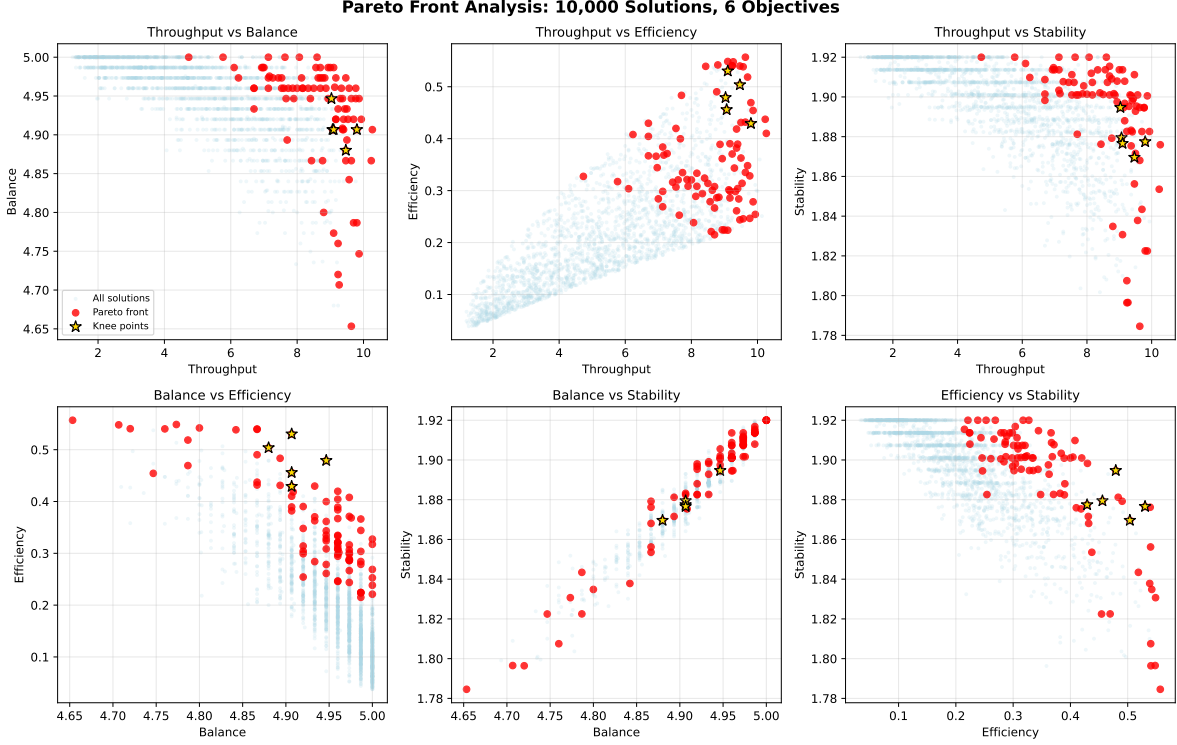 Pareto Front Analysis: 10,000 Solutions, 6 Objectives
Throughput vs Balance
5.00
4.95
4.90
4.85
4.80
4.75
4.70
4.65
Balance
All solutions
Pareto front
Knee points
2 4 6 8 10
Throughput
Throughput vs Efficiency
0.5
0.4
0.3
0.2
0.1
Efficiency
2 4 6 8 10
Throughput
Throughput vs Stability
1.92
1.90
1.88
1.86
1.84
1.82
1.80
1.78
Stability
2 4 6 8 10
Throughput
Balance vs Efficiency
0.5
0.4
0.3
0.2
0.1
Efficiency
4.65 4.70 4.75 4.80 4.85 4.90 4.95 5.00
Balance
Balance vs Stability
1.92
1.90
1.88
1.86
1.84
1.82
1.80
1.78
Stability
4.65 4.70 4.75 4.80 4.85 4.90 4.95 5.00
Balance
Efficiency vs Stability
1.92
1.90
1.88
1.86
1.84
1.82
1.80
1.78
Stability
0.1 0.2 0.3 0.4 0.5
Efficiency